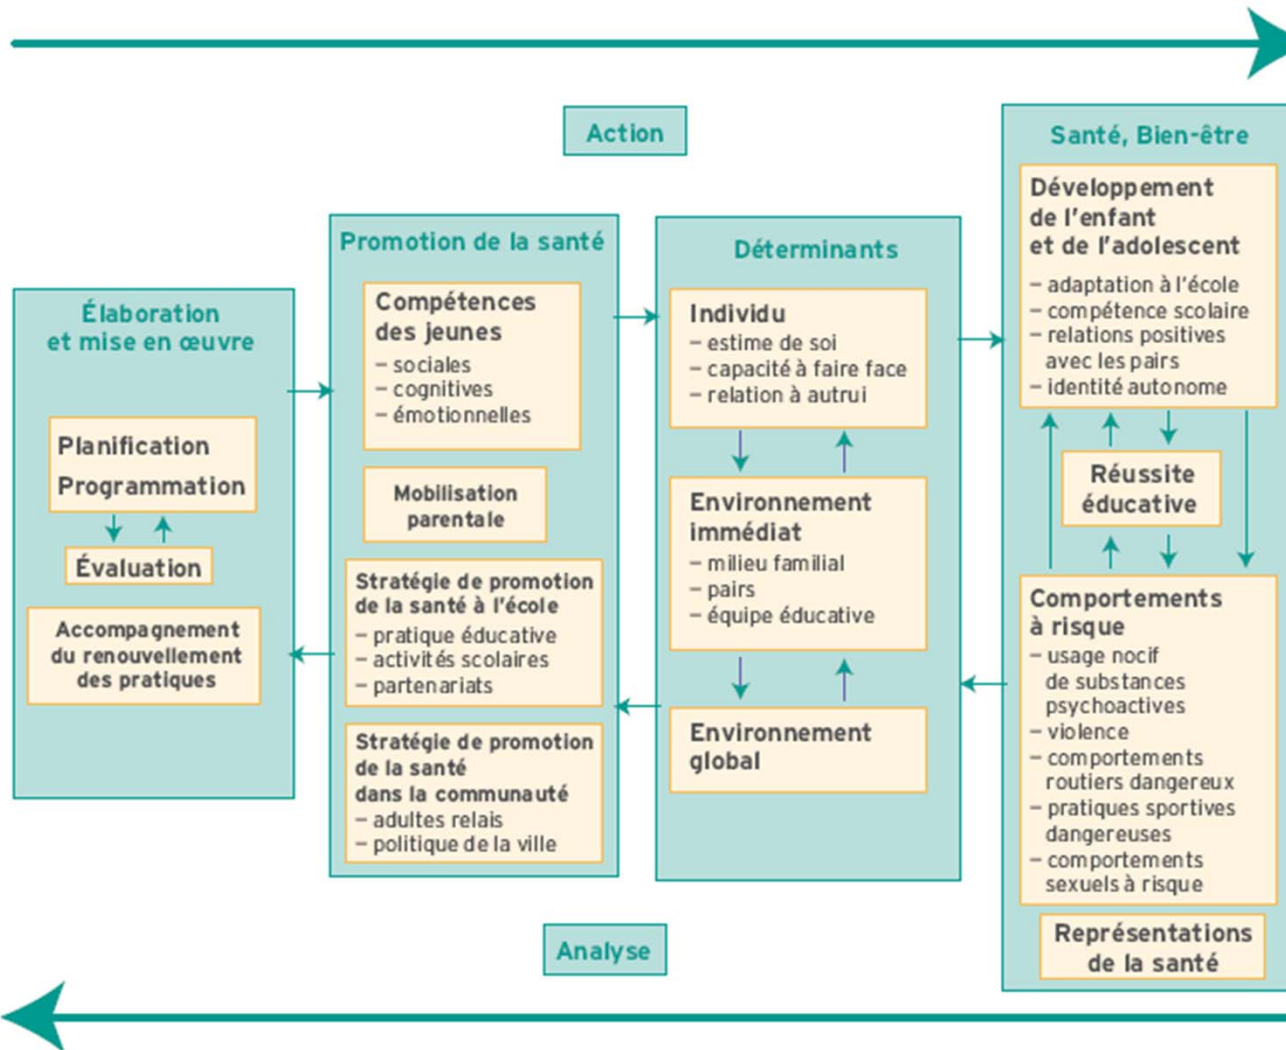 Action
Élaboration
et mise en œuvre
Planification
Programmation
Évaluation
Accompagnement
du renouvellement
des pratiques
Promotion de la santé
Compétences
des jeunes
– sociales
– cognitives
– émotionnelles
Mobilisation
parentale
Stratégie de promotion
de la santé à l'école
– pratique éducative
– activités scolaires
– partenariats
Stratégie de promotion
de la santé
dans la communauté
– adultes relais
– politique de la ville
Déterminants
Individu
– estime de soi
– capacité à faire face
– relation à autrui
Environnement
immédiat
– milieu familial
– pairs
– équipe éducative
Environnement
global
Santé, Bien-être
Développement
de l'enfant
et de l'adolescent
– adaptation à l'école
– compétence scolaire
– relations positives
avec les pairs
– identité autonome
Réussite
éducative
Comportements
à risque
– usage nocif
de substances
psychoactives
– violence
– comportements
routiers dangereux
– pratiques sportives
dangereuses
– comportements
sexuels à risque
Représentations
de la santé
Analyse